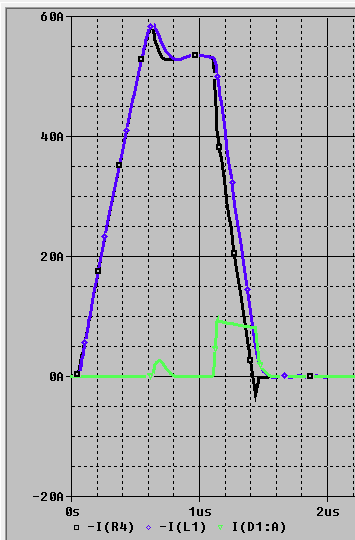 60A
40A
20A
0A
-20A
0s 1us 2us
-I(R4) -I(L1) I(D1:A)